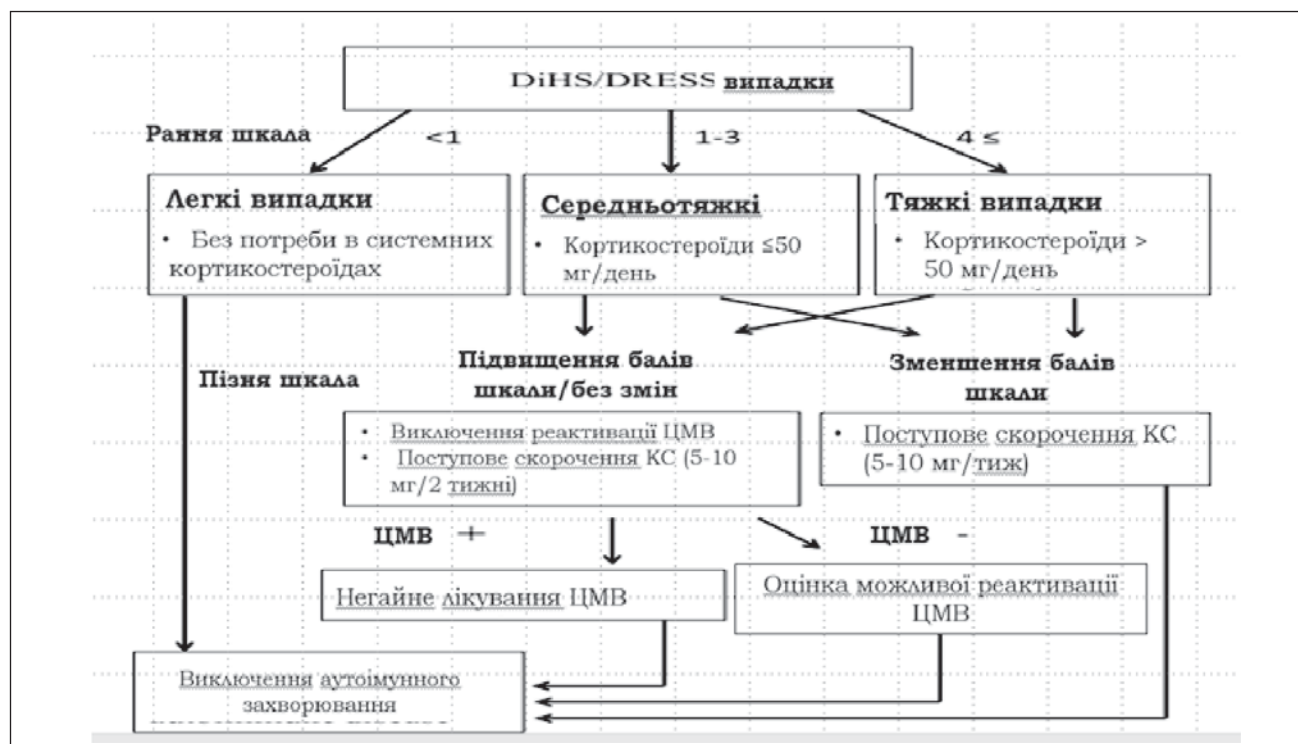 DiHS/DRESS випадки
Рання шкала
<1
1-3
4 ≤
Легкі випадки
• Без потреби в системних
кортикостероїдах
Середньотяжкі
• Кортикостероїди ≦50
мг/день
Тяжкі випадки
• Кортикостероїди >
50 мг/день
Пізня шкала
Підвищення балів
шкали/без змін
Зменшення балів
шкали
• Виключення реактивації ЦМВ
• Поступове скорочення КС (5-10
мг/2 тижні)
• Поступове скорочення КС
(5-10 мг/тиж)
ЦМВ +
ЦМВ -
Негайне лікування ЦМВ
Оцінка можливої реактивації
ЦМВ
Виключення аутоімунного
захворювання